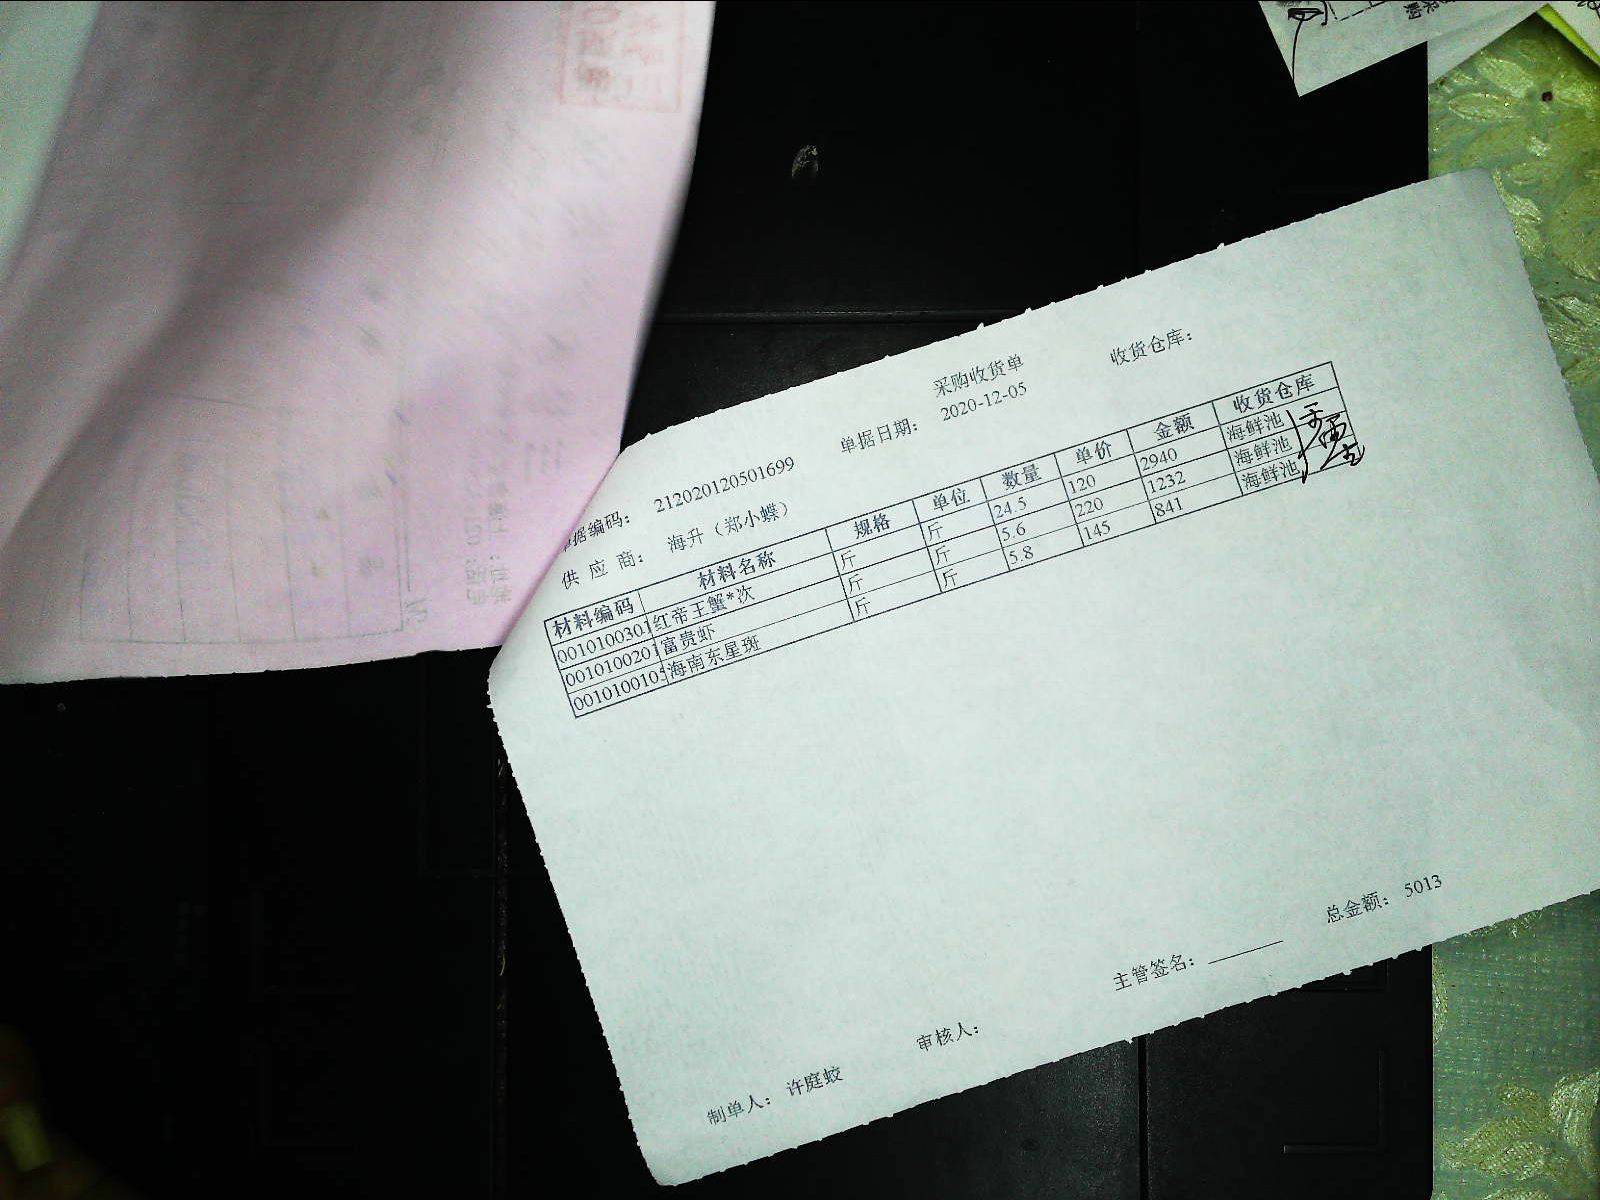 采购收货单
收货仓库：
单据日期： 2020-12-05
据编码： 212020120501699
供 应 商： 海升（郑小蝶）
材料编码 材料名称 规格 单位 数量 单价 金额 收货仓库
0010100301 红帝王蟹*次 斤 斤 24.5 120 2940 海鲜池
0010100201 富贵虾 斤 斤 5.6 220 1232 海鲜池
0010100105 海南东星斑 斤 斤 5.8 145 841 海鲜池
总金额： 5013
主管签名：
审核人：
制单人： 许庭蛟